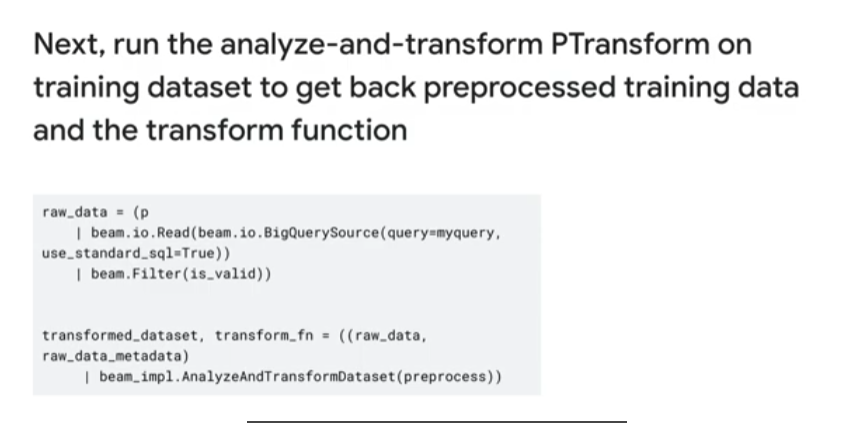 Next, run the analyze-and-transform PTransform on
training dataset to get back preprocessed training data
and the transform function
raw_data = (p
| beam.io.Read(beam.io.BigQuerySource(query=myquery,
use_standard_sql=True))
| beam.Filter(is_valid))
transformed_dataset, transform_fn = ((raw_data,
raw_data_metadata)
| beam_impl.AnalyzeAndTransformDataset(preprocess))